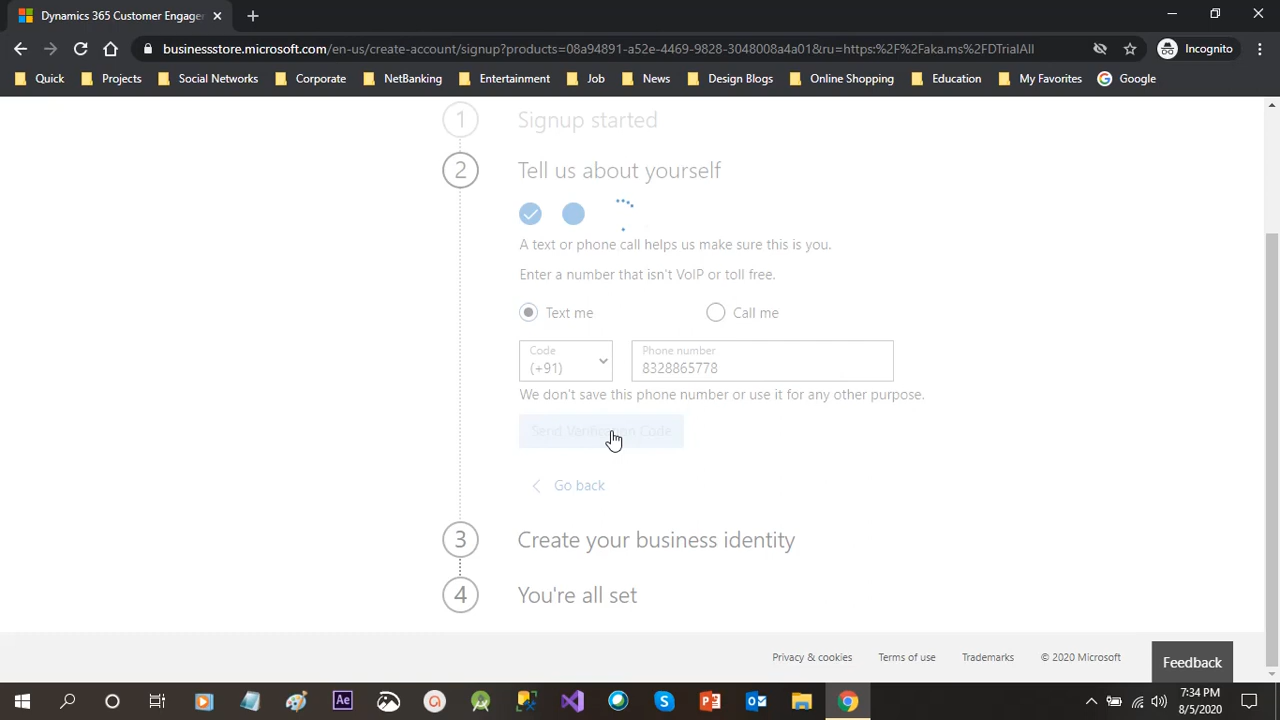 Dynamics 365 Customer Engage
businessstore.microsoft.com/en-us/create-account/signup?products=08a94891-a52e-4469-9828-3048008a4a01&ru=https:%2F%2Faka.ms%2FDTrialAll
Incognito
Quick
Projects
Social Networks
Corporate
NetBanking
Entertainment
Job
News
Design Blogs
Online Shopping
Education
My Favorites
Google
1 Signup started
2 Tell us about yourself
A text or phone call helps us make sure this is you.
Enter a number that isn't VoIP or toll free.
Text me
Call me
Code
(+91)
Phone number
8328865778
We don't save this phone number or use it for any other purpose.
Send Verification Code
Go back
3 Create your business identity
4 You're all set
Privacy & cookies
Terms of use
Trademarks
© 2020 Microsoft
Feedback
7:34 PM
8/5/2020